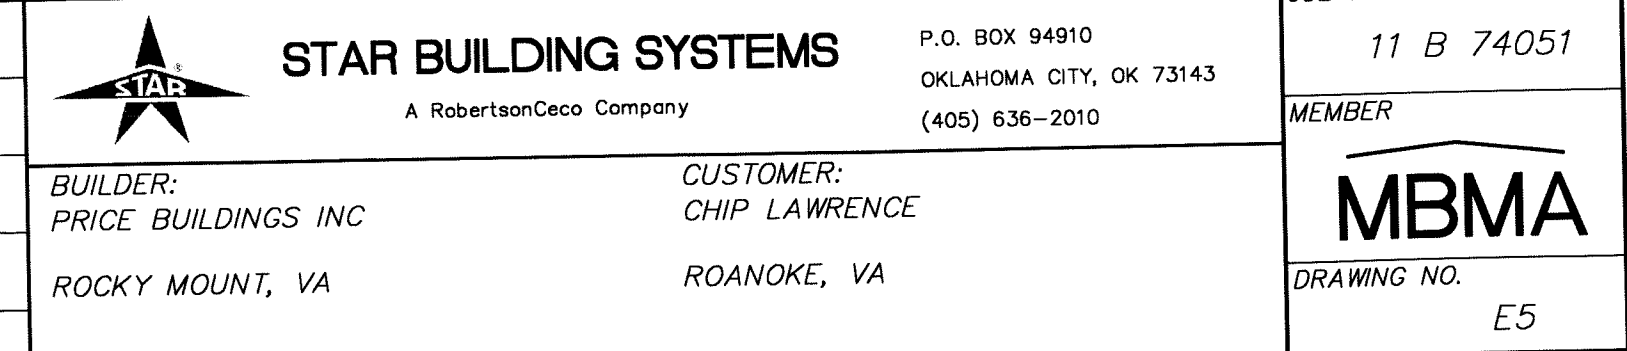 STAR
®
STAR BUILDING SYSTEMS
A RobertsonCeco Company
P.O. BOX 94910
OKLAHOMA CITY, OK 73143
(405) 636-2010
11 B 74051
MEMBER
MBMA
BUILDER:
PRICE BUILDINGS INC
ROCKY MOUNT, VA
CUSTOMER:
CHIP LAWRENCE
ROANOKE, VA
DRAWING NO.
E5